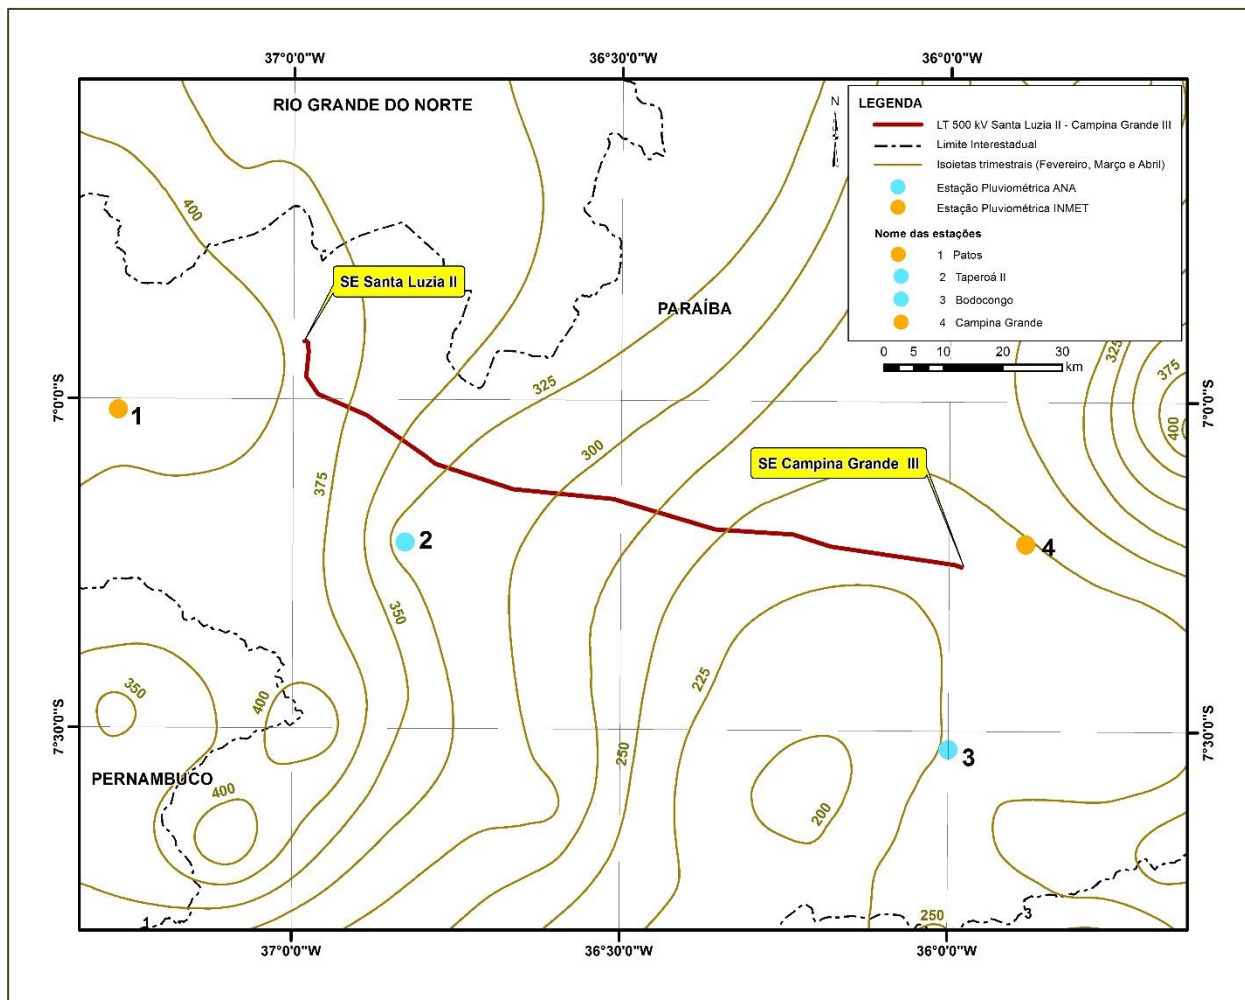 37°0'0"W
36°30'0"W
36°0'0"W
RIO GRANDE DO NORTE
N
LEGENDA
LT 500 kV Santa Luzia II - Campina Grande III
Limite Interestadual
Isoietas trimestrais (Fevereiro, Março e Abril)
Estação Pluviométrica ANA
Estação Pluviométrica INMET
Nome das estações
1 Patos
2 Taperoá II
3 Bodocongo
4 Campina Grande
0 5 10 20 30
km
400
SE Santa Luzia II
PARAÍBA
325
375
325
7°0'0"S
7°0'0"S
1
400
300
SE Campina Grande III
375
2
4
350
225
350
400
250
7°30'0"S
7°30'0"S
3
PERNAMBUCO
400
200
1
250
3
37°0'0"W
36°30'0"W
36°0'0"W